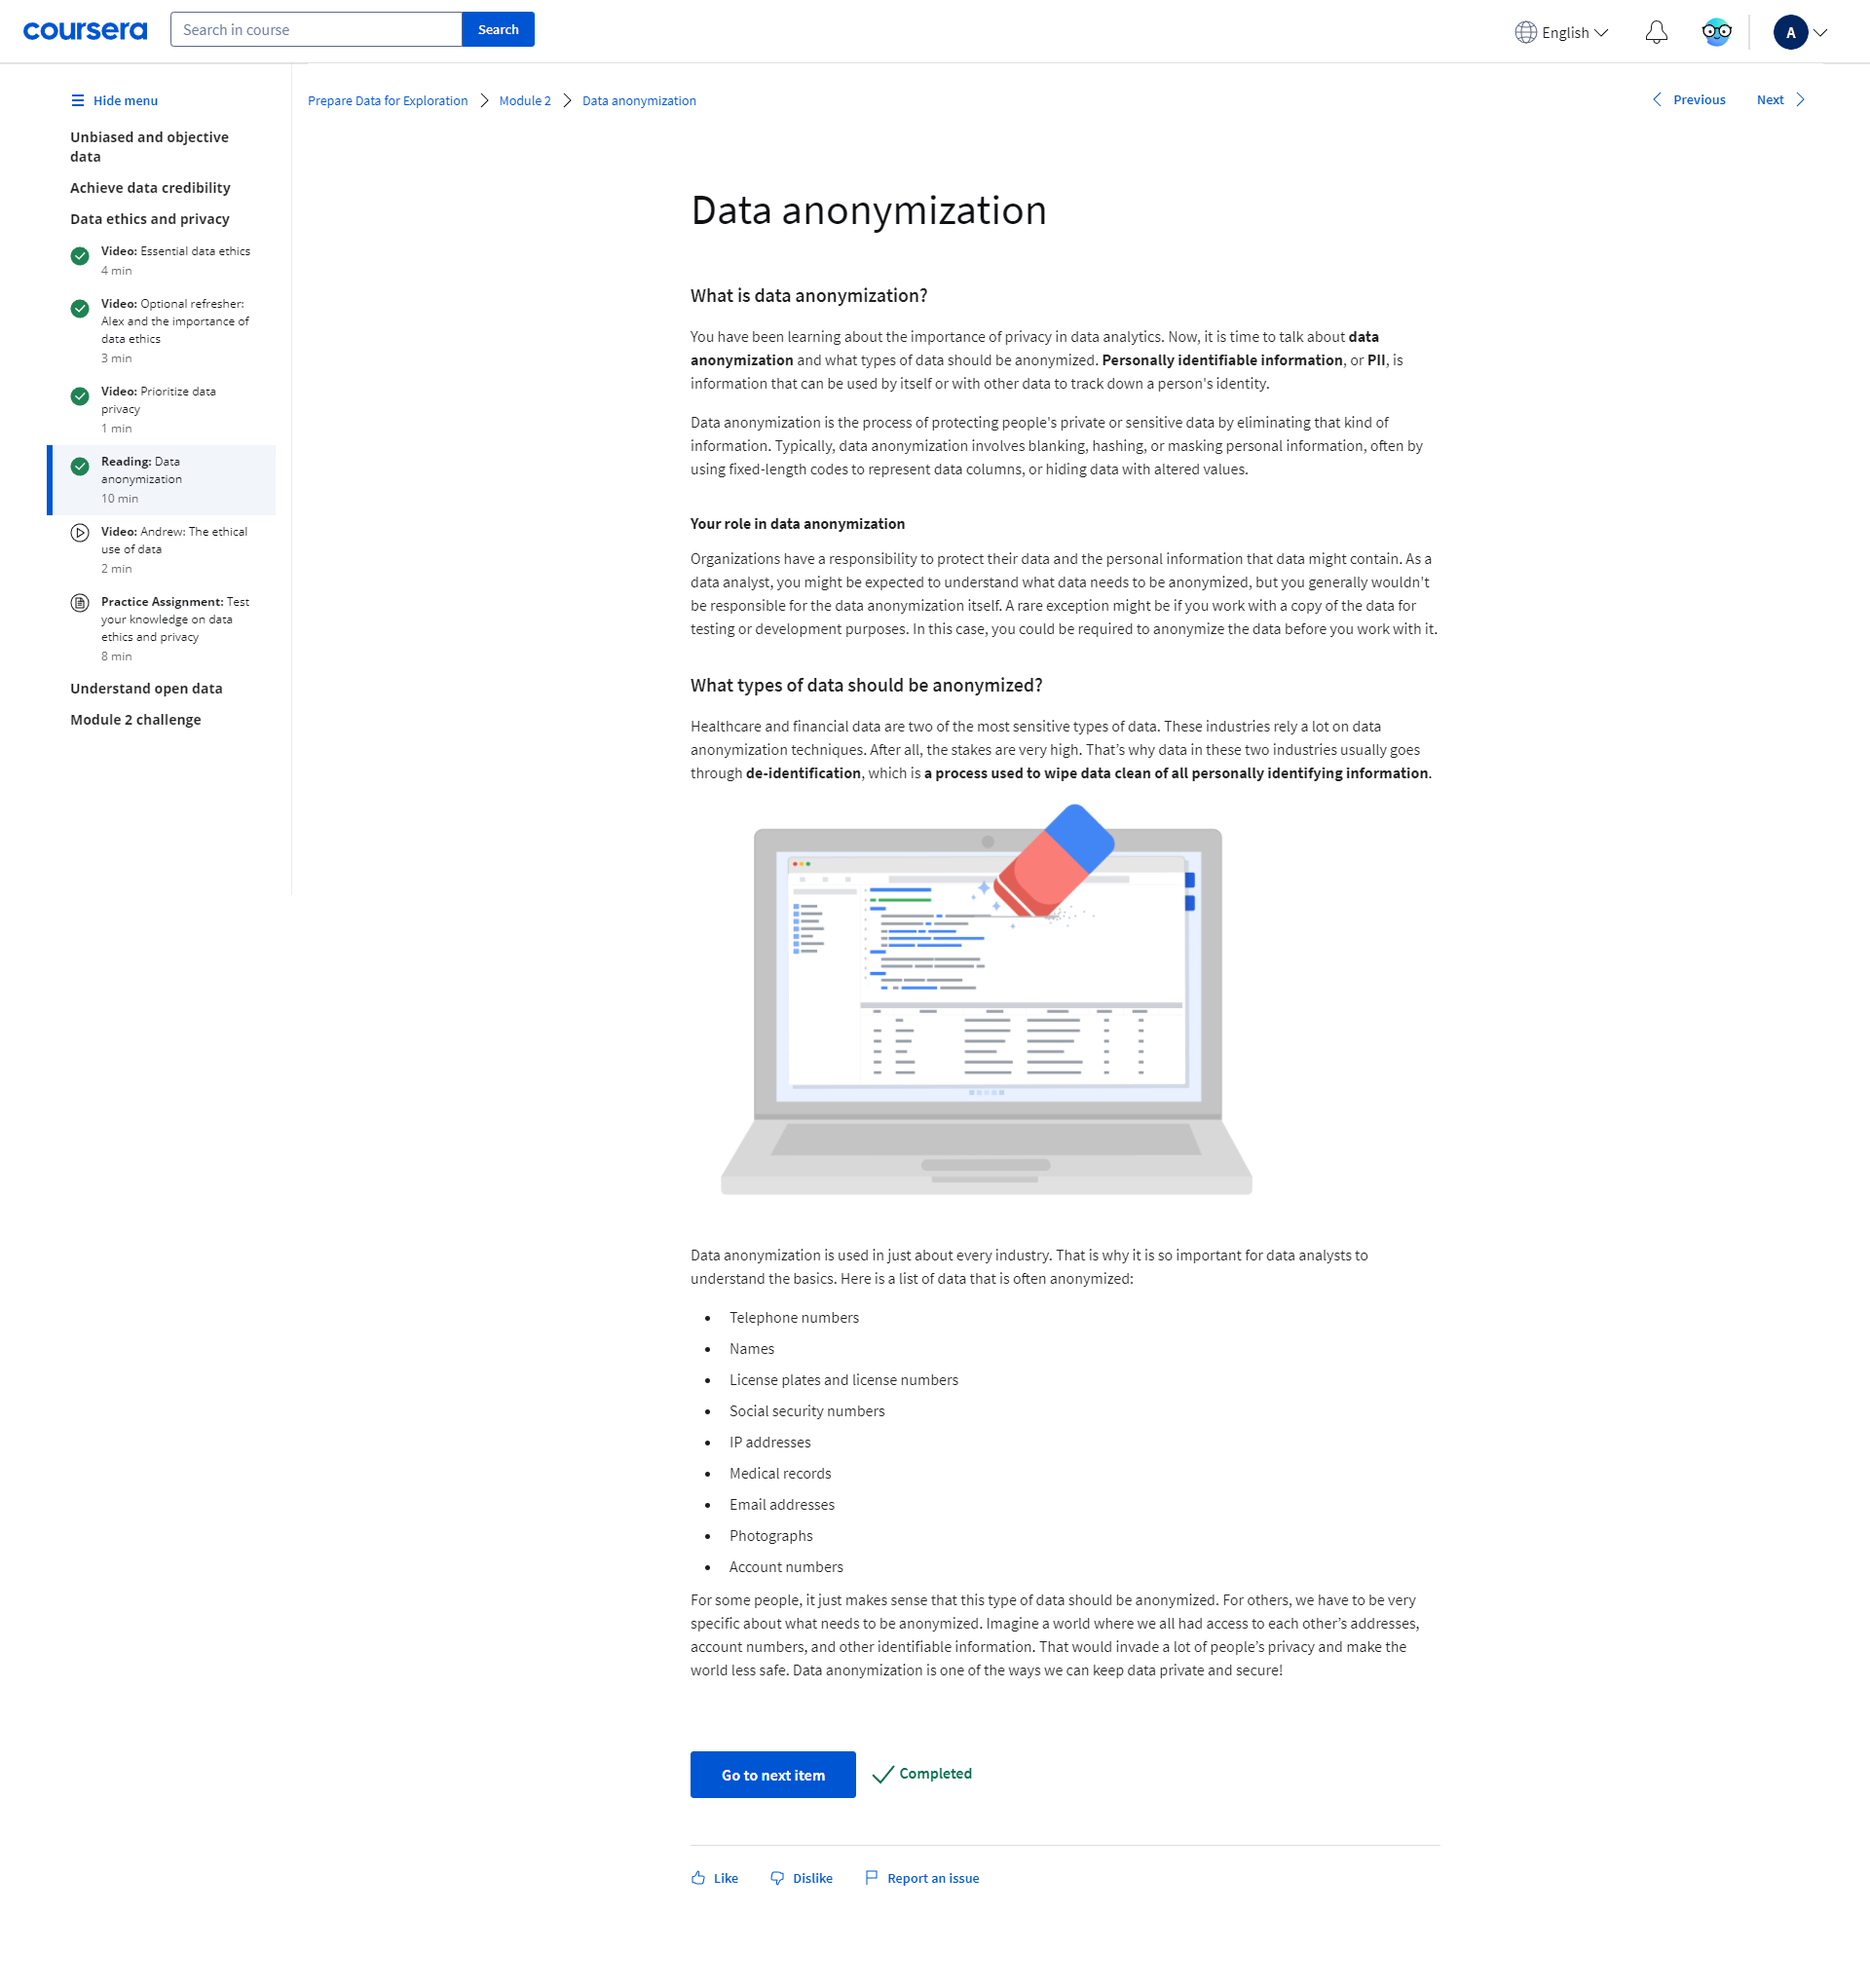 coursera
Search in course
Search
English
A
Hide menu
Unbiased and objective
data
Achieve data credibility
Data ethics and privacy
Video: Essential data ethics
4 min
Video: Optional refresher:
Alex and the importance of
data ethics
3 min
Video: Prioritize data
privacy
1 min
Reading: Data
anonymization
10 min
Video: Andrew: The ethical
use of data
2 min
Practice Assignment: Test
your knowledge on data
ethics and privacy
8 min
Understand open data
Module 2 challenge
Prepare Data for Exploration
Module 2
Data anonymization
Previous
Next
Data anonymization
What is data anonymization?
You have been learning about the importance of privacy in data analytics. Now, it is time to talk about data
anonymization and what types of data should be anonymized. Personally identifiable information, or PII, is
information that can be used by itself or with other data to track down a person's identity.
Data anonymization is the process of protecting people's private or sensitive data by eliminating that kind of
information. Typically, data anonymization involves blanking, hashing, or masking personal information, often by
using fixed-length codes to represent data columns, or hiding data with altered values.
Your role in data anonymization
Organizations have a responsibility to protect their data and the personal information that data might contain. As a
data analyst, you might be expected to understand what data needs to be anonymized, but you generally wouldn't
be responsible for the data anonymization itself. A rare exception might be if you work with a copy of the data for
testing or development purposes. In this case, you could be required to anonymize the data before you work with it.
What types of data should be anonymized?
Healthcare and financial data are two of the most sensitive types of data. These industries rely a lot on data
anonymization techniques. After all, the stakes are very high. That’s why data in these two industries usually goes
through de-identification, which is a process used to wipe data clean of all personally identifying information.
Data anonymization is used in just about every industry. That is why it is so important for data analysts to
understand the basics. Here is a list of data that is often anonymized:
• Telephone numbers
• Names
• License plates and license numbers
• Social security numbers
• IP addresses
• Medical records
• Email addresses
• Photographs
• Account numbers
For some people, it just makes sense that this type of data should be anonymized. For others, we have to be very
specific about what needs to be anonymized. Imagine a world where we all had access to each other’s addresses,
account numbers, and other identifiable information. That would invade a lot of people’s privacy and make the
world less safe. Data anonymization is one of the ways we can keep data private and secure!
Go to next item
Completed
Like
Dislike
Report an issue